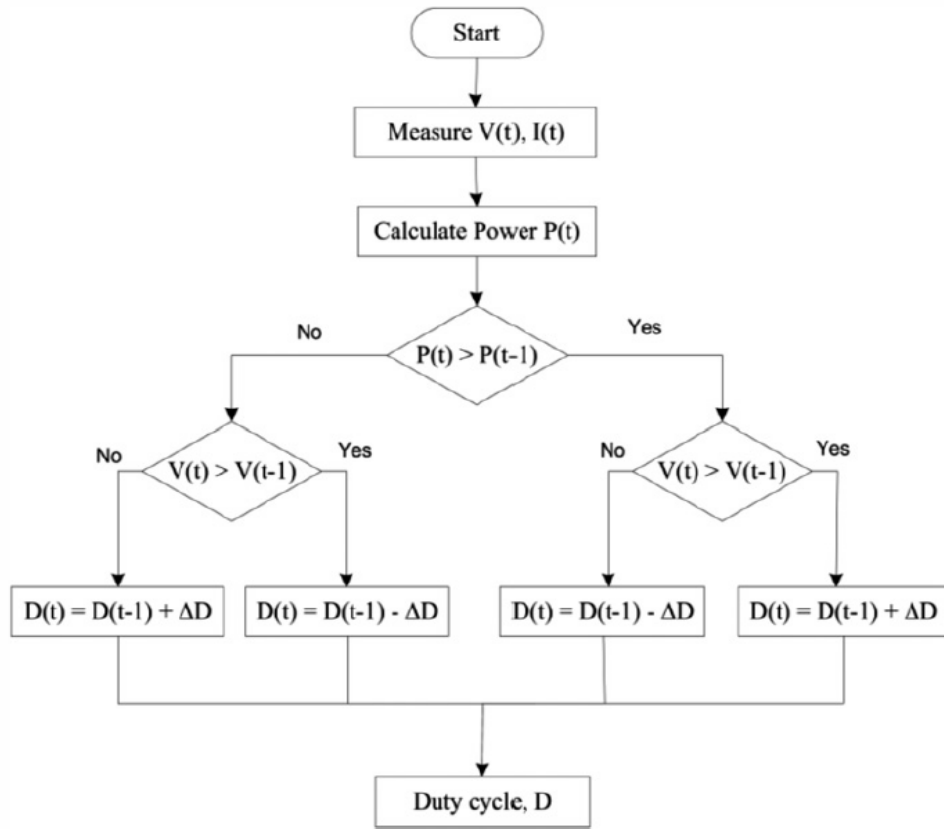 Start
Measure V(t), I(t)
Calculate Power P(t)
No
Yes
P(t) > P(t-1)
No
V(t) > V(t-1)
Yes
No
V(t) > V(t-1)
Yes
D(t) = D(t-1) + ΔD
D(t) = D(t-1) - ΔD
D(t) = D(t-1) - ΔD
D(t) = D(t-1) + ΔD
Duty cycle, D